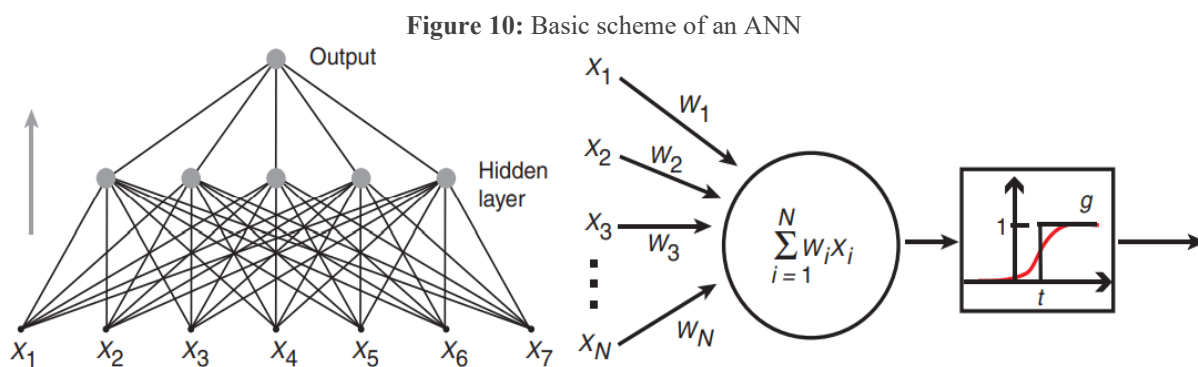 Figure 10: Basic scheme of an ANN
Output
Hidden
layer
X1 X2 X3 X4 X5 X6 X7
X1
W1
X2
W2
X3
W3
XN
WN
N
∑ WiXi
i = 1
1
g
t